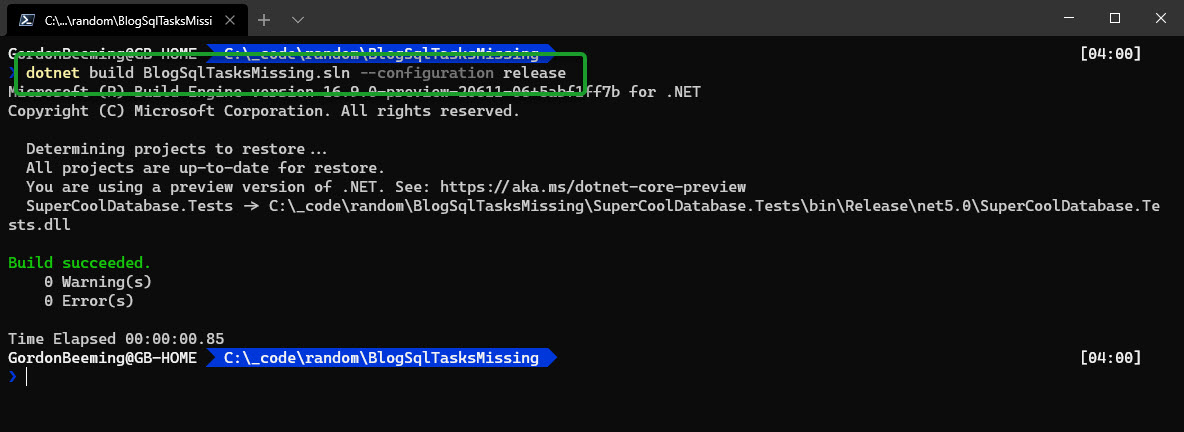 C:\...\random\BlogSqlTasksMissi
GordonBeeming@GB-HOME C:\_code\random\BlogSqlTasksMissing [04:00]
❯ dotnet build BlogSqlTasksMissing.sln --configuration release
Microsoft (R) Build Engine version 16.9.0-preview-20611-06+5abf1ff7b for .NET
Copyright (C) Microsoft Corporation. All rights reserved.
Determining projects to restore...
All projects are up-to-date for restore.
You are using a preview version of .NET. See: https://aka.ms/dotnet-core-preview
SuperCoolDatabase.Tests -> C:\_code\random\BlogSqlTasksMissing\SuperCoolDatabase.Tests\bin\Release\net5.0\SuperCoolDatabase.Te
sts.dll
Build succeeded.
0 Warning(s)
0 Error(s)
Time Elapsed 00:00:00.85
GordonBeeming@GB-HOME C:\_code\random\BlogSqlTasksMissing [04:00]
❯